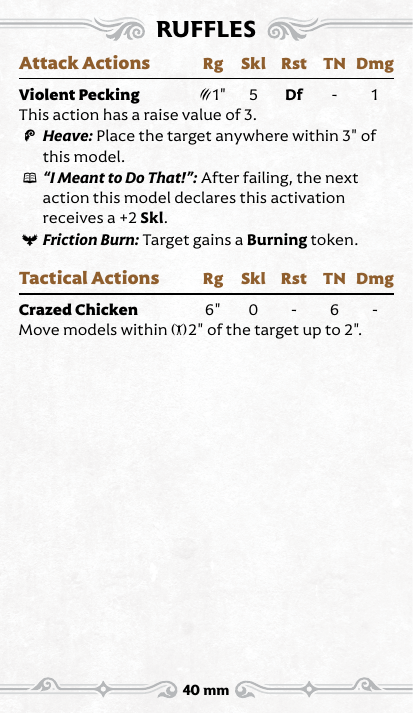 RUFFLES
Attack Actions Rg Skl Rst TN Dmg
Violent Pecking 1" 5 Df - 1
This action has a raise value of 3.
Heave: Place the target anywhere within 3" of
this model.
“I Meant to Do That!”: After failing, the next
action this model declares this activation
receives a +2 Skl.
Friction Burn: Target gains a Burning token.
Tactical Actions Rg Skl Rst TN Dmg
Crazed Chicken 6" 0 - 6 -
Move models within 2" of the target up to 2".
40 mm